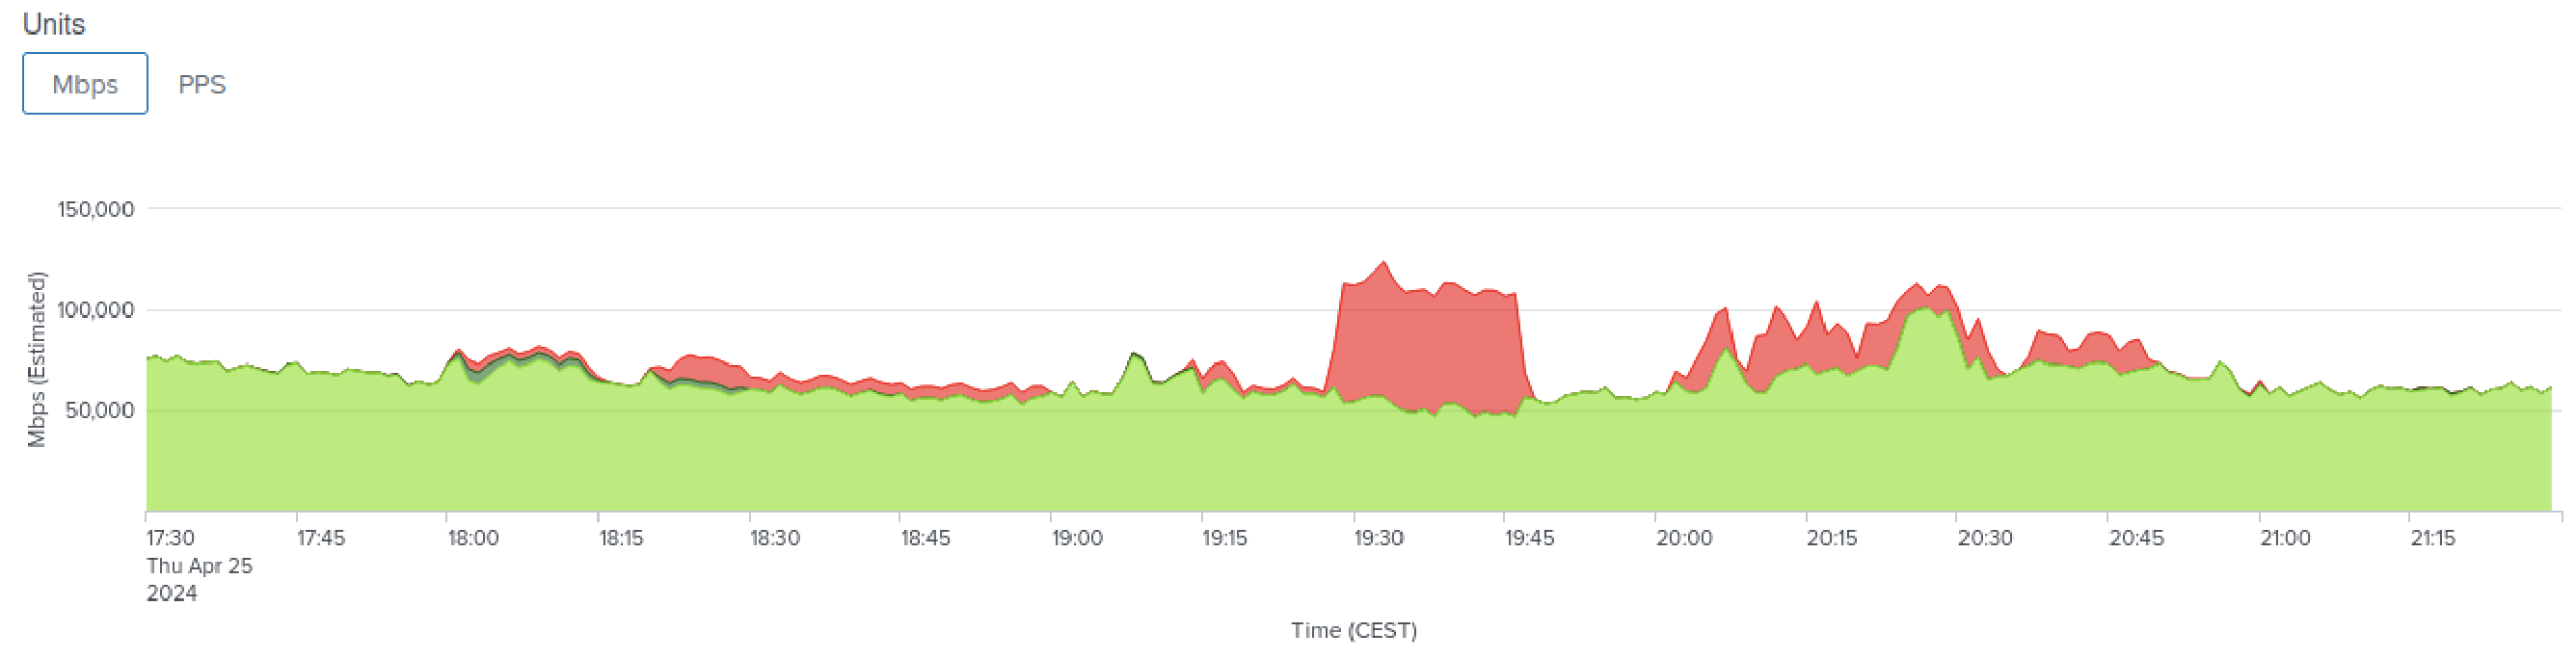 Units
Mbps PPS
150,000
100,000
50,000
Mbps (Estimated)
17:30 17:45 18:00 18:15 18:30 18:45 19:00 19:15 19:30 19:45 20:00 20:15 20:30 20:45 21:00 21:15
Thu Apr 25
2024
Time (CEST)